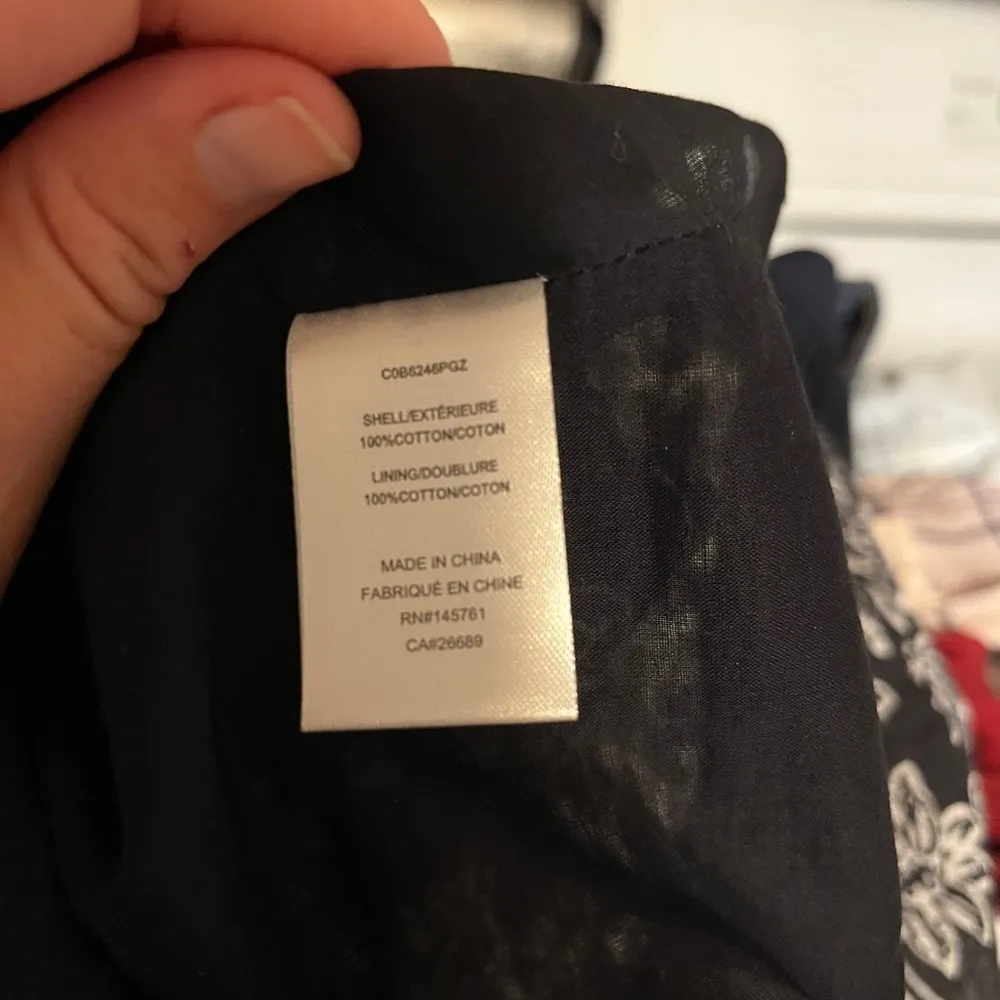 C0B6246PGZ
SHELL/EXTÉRIEURE
100%COTTON/COTON
LINING/DOUBLURE
100%COTTON/COTON
MADE IN CHINA
FABRIQUÉ EN CHINE
RN#145761
CA#26689